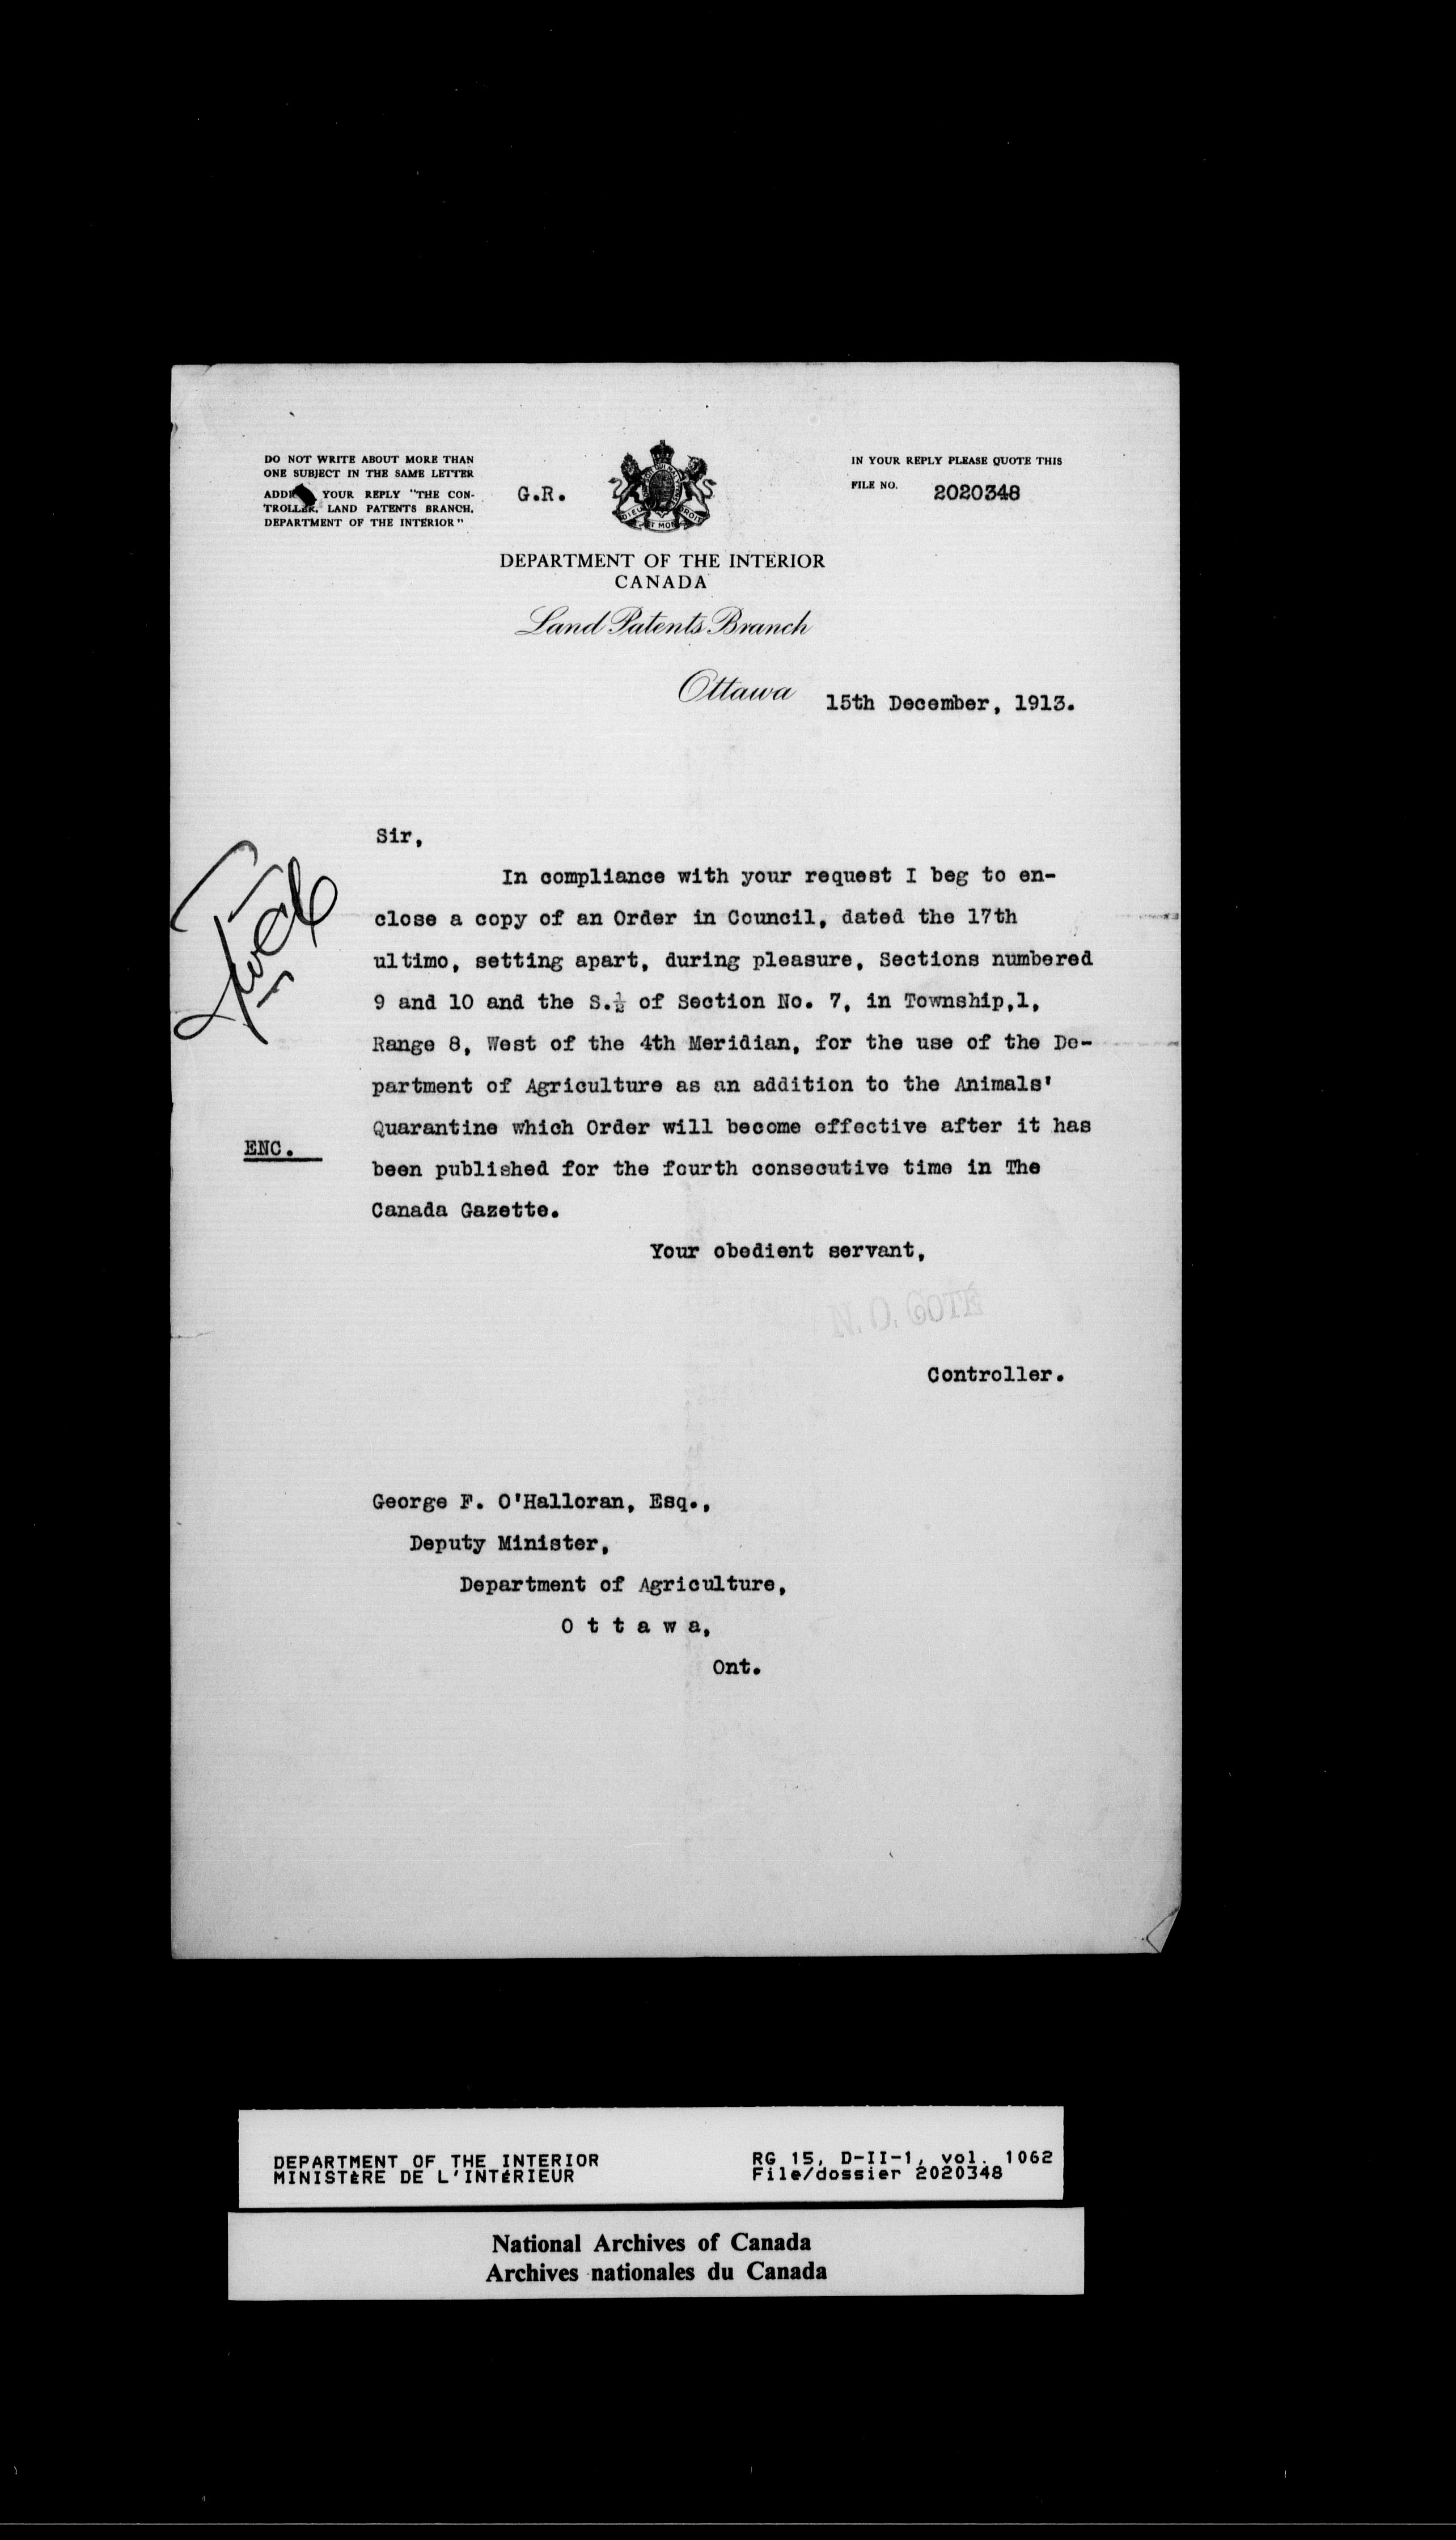 DO NOT WRITE ABOUT MORE THAN
ONE SUBJECT IN THE SAME LETTER
YOUR REPLY "THE CON-
TROLLER, LAND PATENTS BRANCH,
DEPARTMENT OF THE INTERIOR"
G.R.
IN YOUR REPLY PLEASE QUOTE THIS
FILE NO. 2020348
DIEU ET MON DROIT
DEPARTMENT OF THE INTERIOR
CANADA
Land Patents Branch
Ottawa 15th December, 1913.
Sir,
In compliance with your request I beg to en-
close a copy of an Order in Council, dated the 17th
ultimo, setting apart, during pleasure, Sections numbered
9 and 10 and the S.½ of Section No. 7, in Township,1,
Range 8, West of the 4th Meridian, for the use of the De-
partment of Agriculture as an addition to the Animals'
Quarantine which Order will become effective after it has
ENC.
been published for the fourth consecutive time in The
Canada Gazette.
Your obedient servant,
N. O. COTÉ
Controller.
George F. O'Halloran, Esq.,
Deputy Minister,
Department of Agriculture,
O t t a w a,
Ont.
DEPARTMENT OF THE INTERIOR
MINISTÈRE DE L'INTÉRIEUR
RG 15, D-II-1, vol. 1062
File/dossier 2020348
National Archives of Canada
Archives nationales du Canada